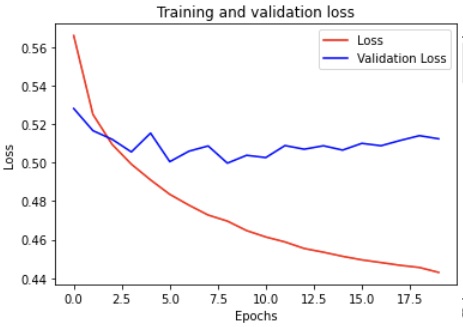 Training and validation loss
Loss
Validation Loss
0.56
0.54
0.52
0.50
0.48
0.46
0.44
Loss
0.0 2.5 5.0 7.5 10.0 12.5 15.0 17.5
Epochs